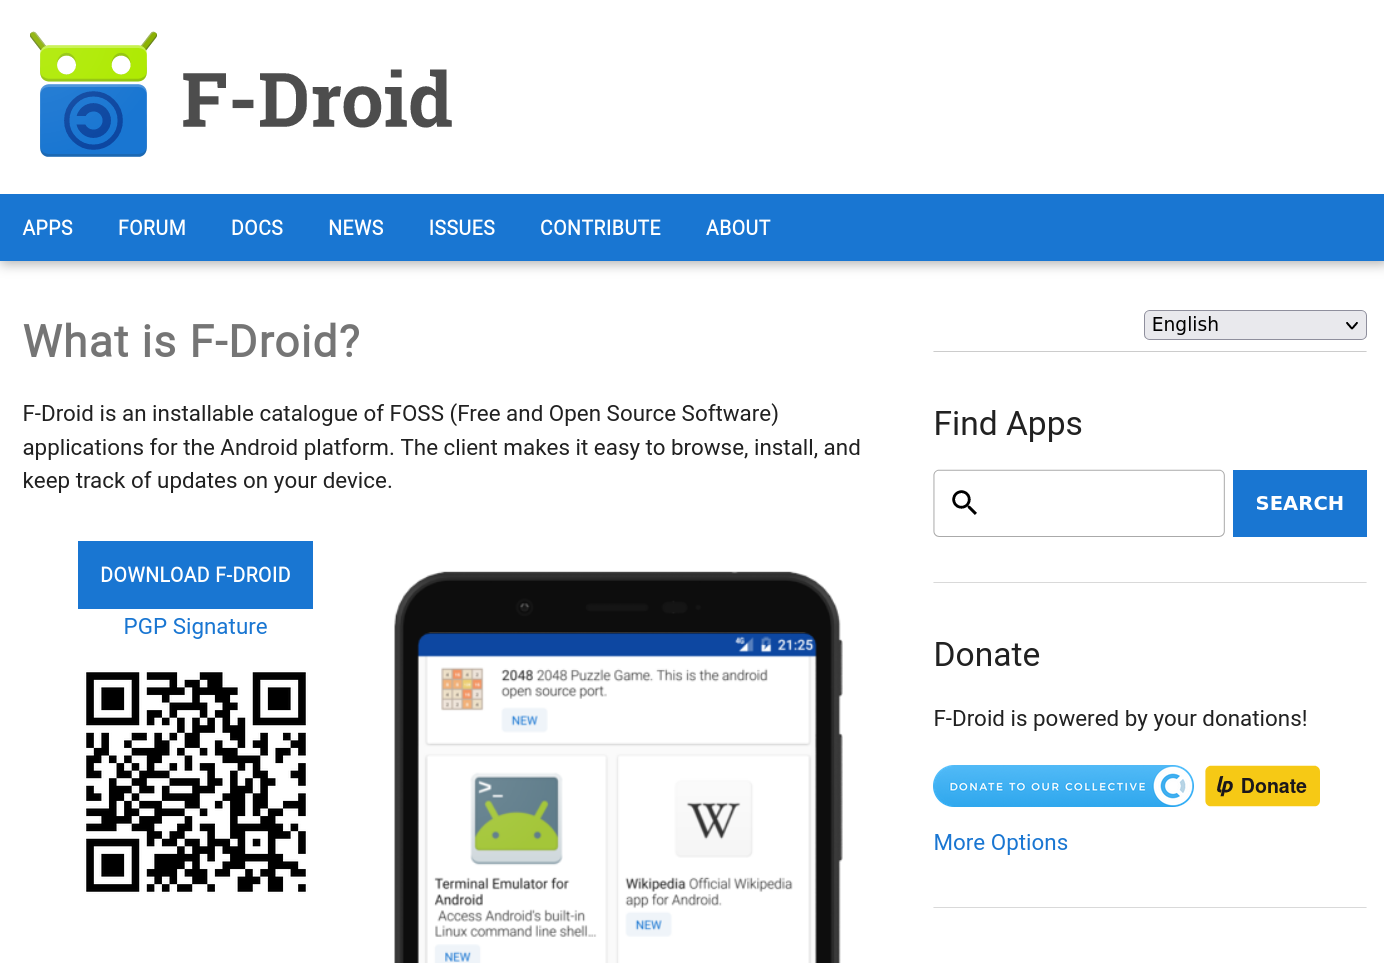 F-Droid
APPS FORUM DOCS NEWS ISSUES CONTRIBUTE ABOUT
What is F-Droid?
F-Droid is an installable catalogue of FOSS (Free and Open Source Software)
applications for the Android platform. The client makes it easy to browse, install, and
keep track of updates on your device.
DOWNLOAD F-DROID
PGP Signature
4G 21:25
2048 2048 Puzzle Game. This is the android
open source port.
NEW
>_
Terminal Emulator for
Android
Access Android's built-in
Linux command line shell...
NEW
W
Wikipedia Official Wikipedia
app for Android.
NEW
English
Find Apps
SEARCH
Donate
F-Droid is powered by your donations!
DONATE TO OUR COLLECTIVE
lp Donate
More Options